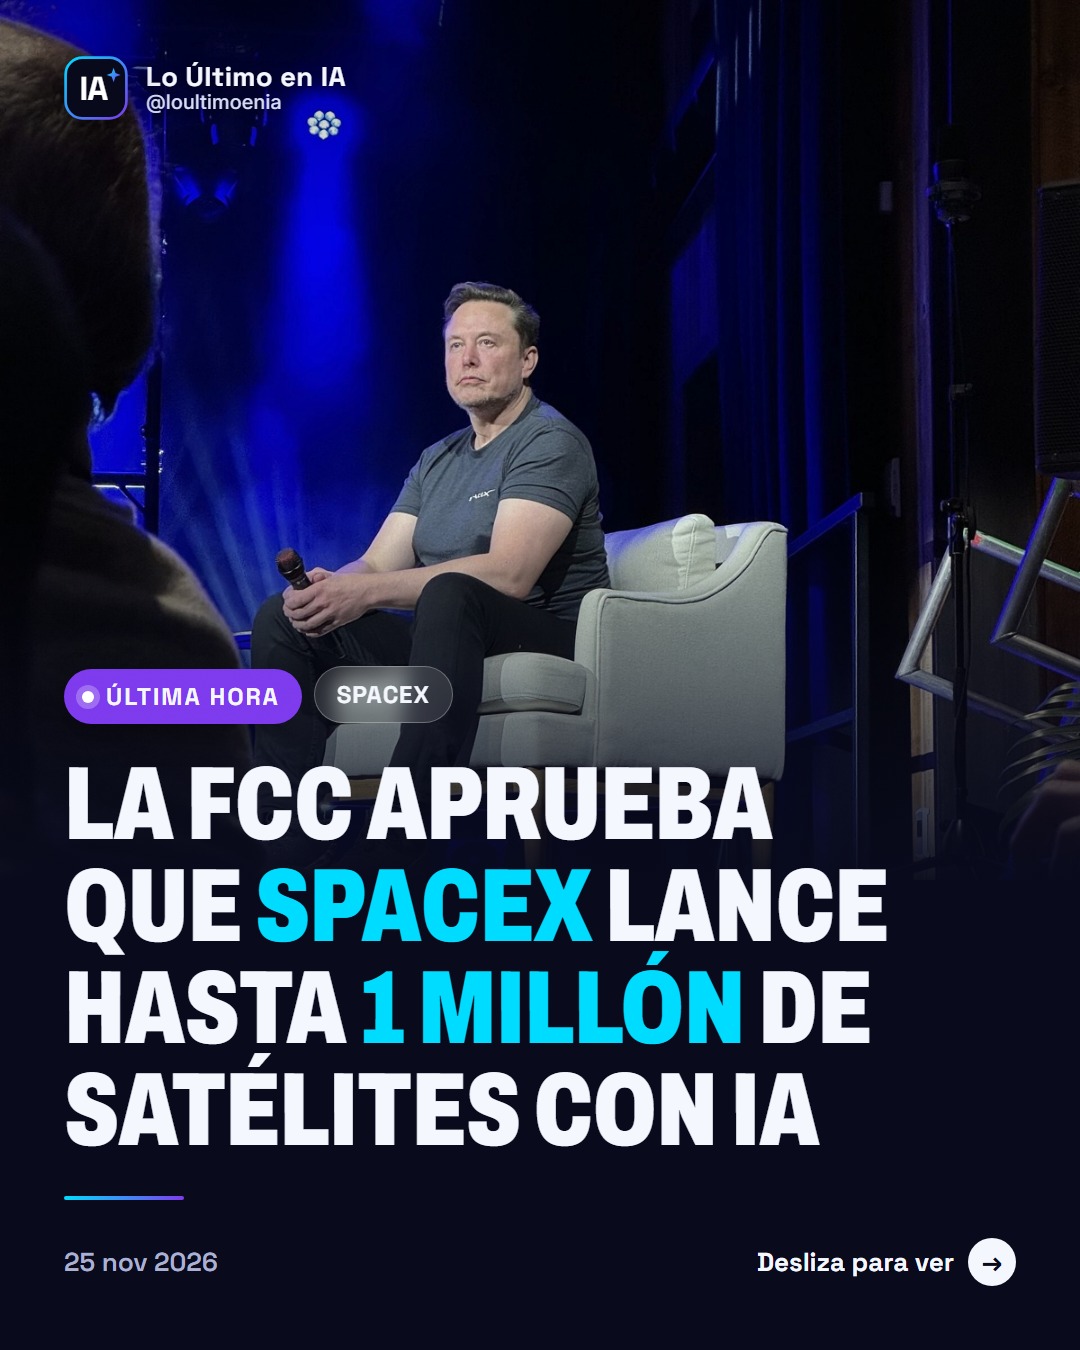 IA
Lo Último en IA
@loultimoenia
ÚLTIMA HORA
SPACEX
LA FCC APRUEBA
QUE SPACEX LANCE
HASTA 1 MILLÓN DE
SATÉLITES CON IA
25 nov 2026
Desliza para ver →